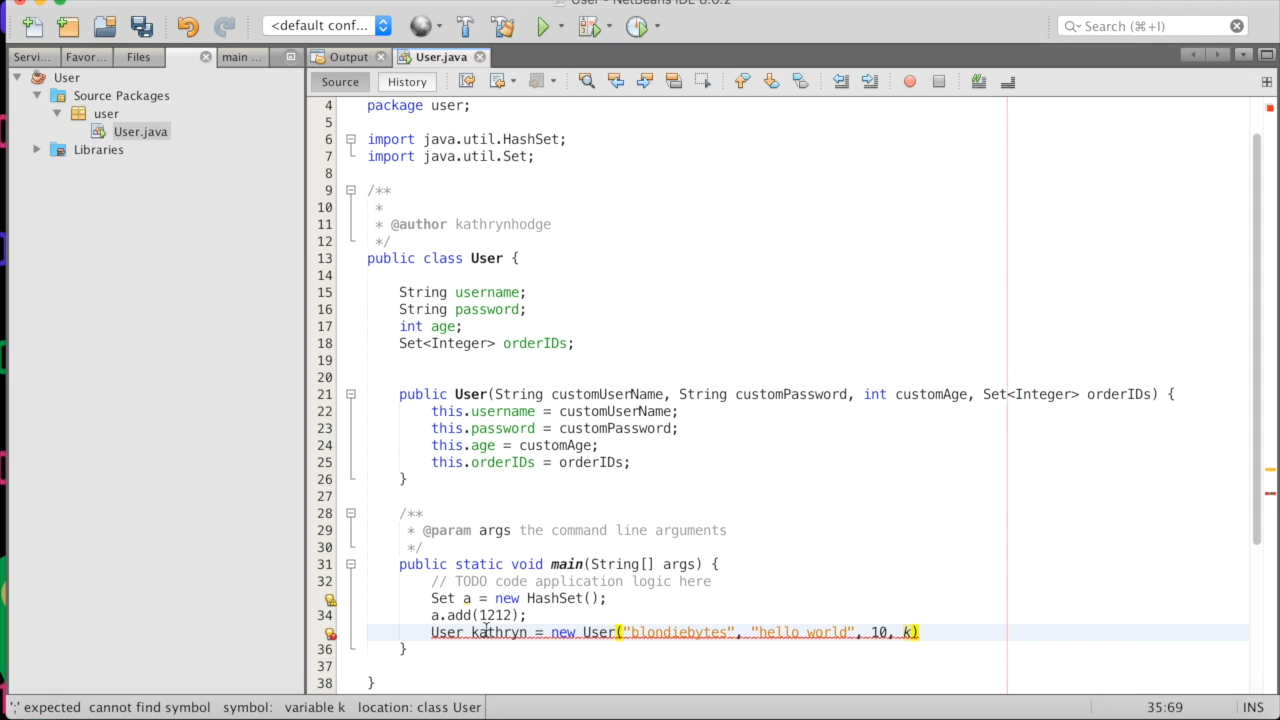 User - NetBeans IDE 8.0.2
<default conf...
Search (⌘+I)
Servi... Favor... Files main ... Output User.java
Source History
User
Source Packages
user
User.java
Libraries
4 package user;
5
6 import java.util.HashSet;
7 import java.util.Set;
8
9 /**
10 *
11 * @author kathrynhodge
12 */
13 public class User {
14
15 String username;
16 String password;
17 int age;
18 Set<Integer> orderIDs;
19
20
21 public User(String customUserName, String customPassword, int customAge, Set<Integer> orderIDs) {
22 this.username = customUserName;
23 this.password = customPassword;
24 this.age = customAge;
25 this.orderIDs = orderIDs;
26 }
27
28 /**
29 * @param args the command line arguments
30 */
31 public static void main(String[] args) {
32 // TODO code application logic here
Set a = new HashSet();
34 a.add(1212);
User kathryn = new User("blondiebytes", "hello world", 10, k)
36 }
37
38 }
';' expected cannot find symbol symbol: variable k location: class User 35:69 INS